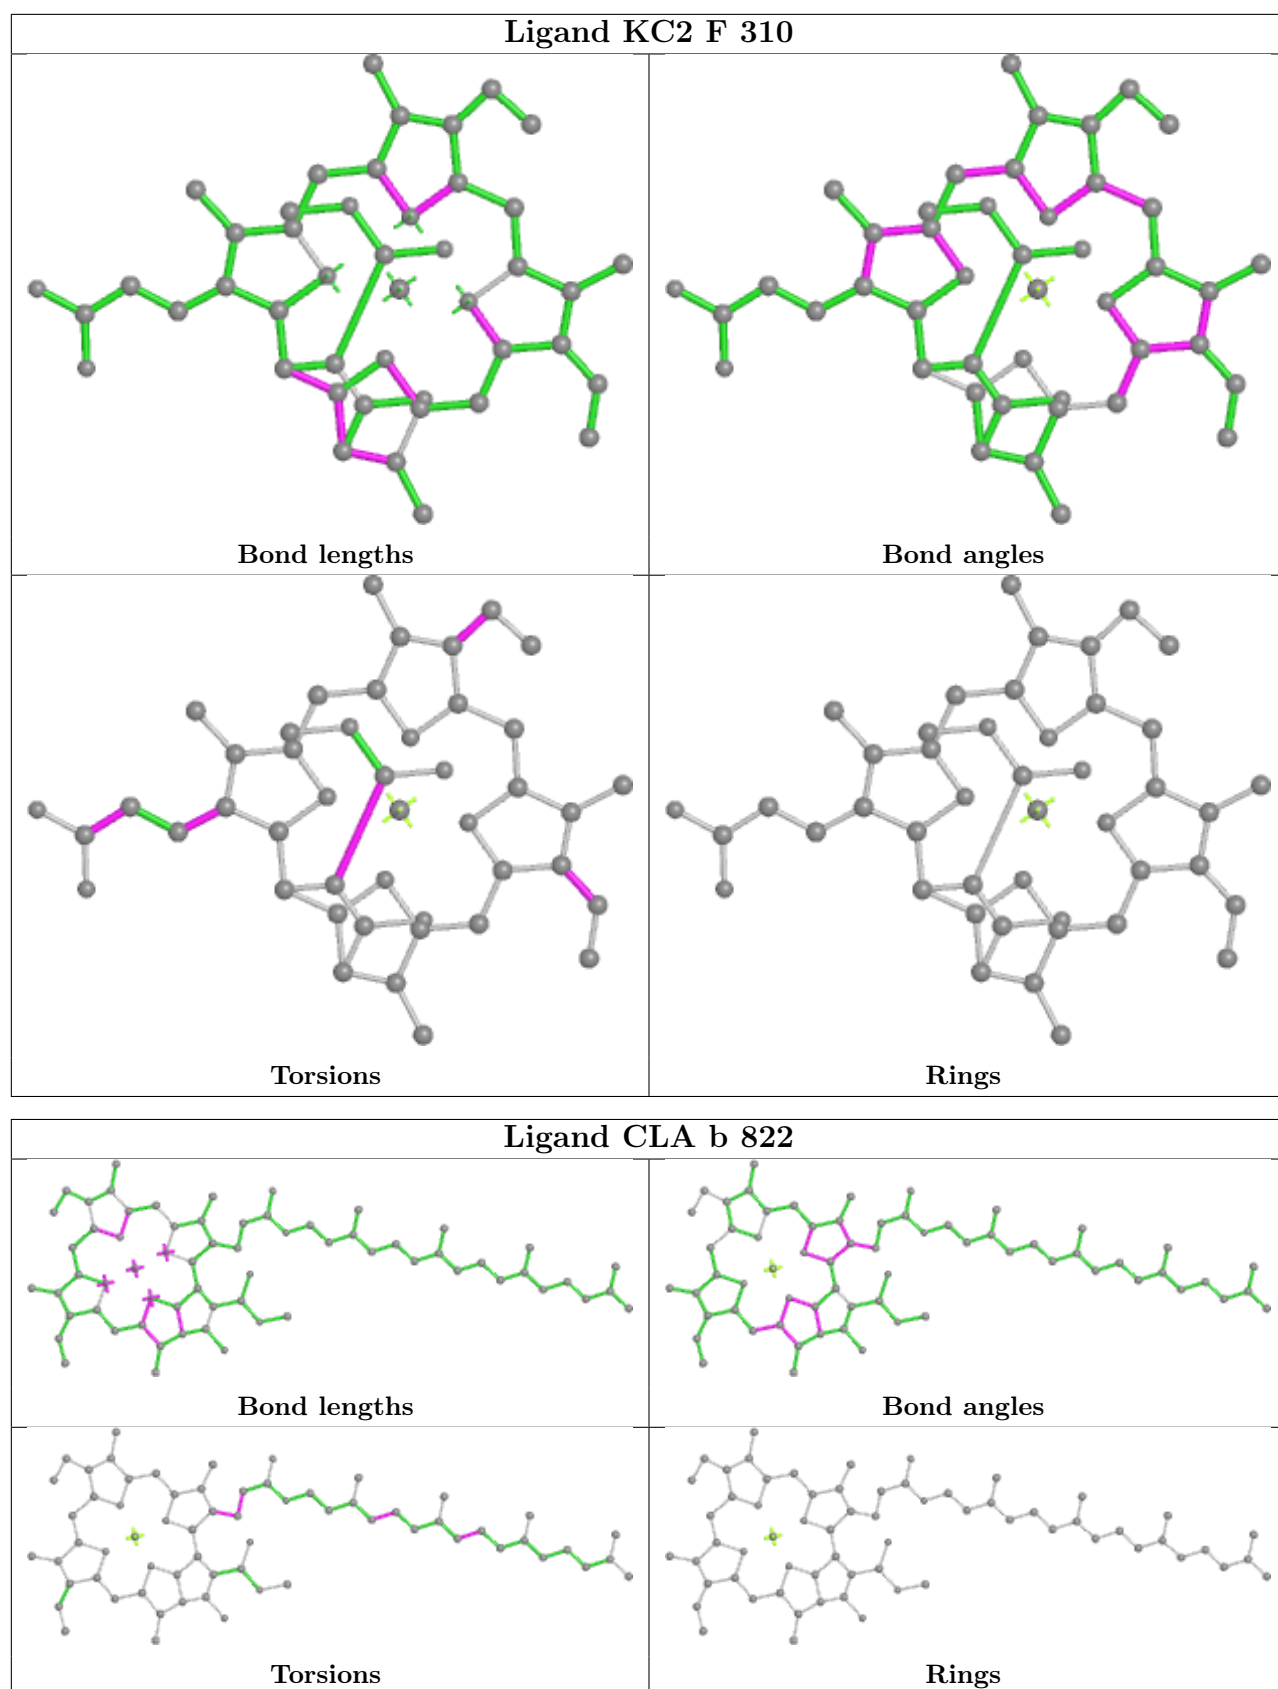 Ligand KC2 F 310
Bond lengths
Bond angles
Torsions
Rings
Ligand CLA b 822
Bond lengths
Bond angles
Torsions
Rings